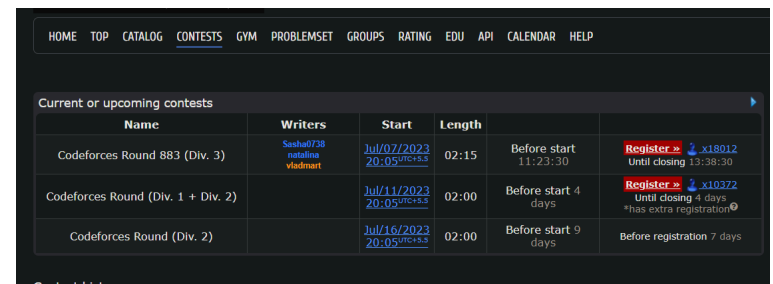 HOME TOP CATALOG CONTESTS GYM PROBLEMSET GROUPS RATING EDU API CALENDAR HELP
Current or upcoming contests
Name Writers Start Length
Codeforces Round 883 (Div. 3)
Sasha0738
natalina
vladmart
Jul/07/2023
20:05UTC+5.5
02:15
Before start
11:23:30
Register » x18012
Until closing 13:38:30
Codeforces Round (Div. 1 + Div. 2)
Jul/11/2023
20:05UTC+5.5
02:00
Before start 4
days
Register » x10372
Until closing 4 days
*has extra registration?
Codeforces Round (Div. 2)
Jul/16/2023
20:05UTC+5.5
02:00
Before start 9
days
Before registration 7 days